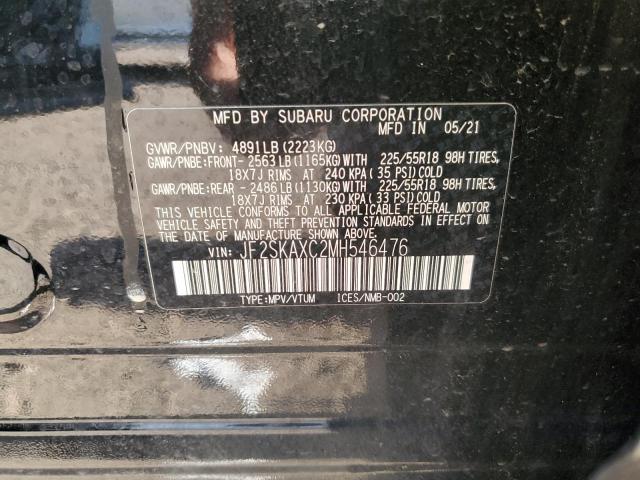 MFD BY SUBARU CORPORATION
MFD IN 05/21
GVWR/PNBV: 4891LB (2223KG)
GAWR/PNBE:FRONT- 2563LB (1165KG)WITH 225/55R18 98H TIRES,
18X7J RIMS AT 240 KPA ( 35 PSI)COLD
GAWR/PNBE:REAR - 2486LB (1130KG)WITH 225/55R18 98H TIRES,
18X7J RIMS AT 230 KPA ( 33 PSI)COLD
THIS VEHICLE CONFORMS TO ALL APPLICABLE FEDERAL MOTOR
VEHICLE SAFETY AND THEFT PREVENTION STANDARDS IN EFFECT ON
THE DATE OF MANUFACTURE SHOWN ABOVE.
VIN: JF2SKAXC2MH546476
TYPE:MPV/VTUM ICES/NMB-002